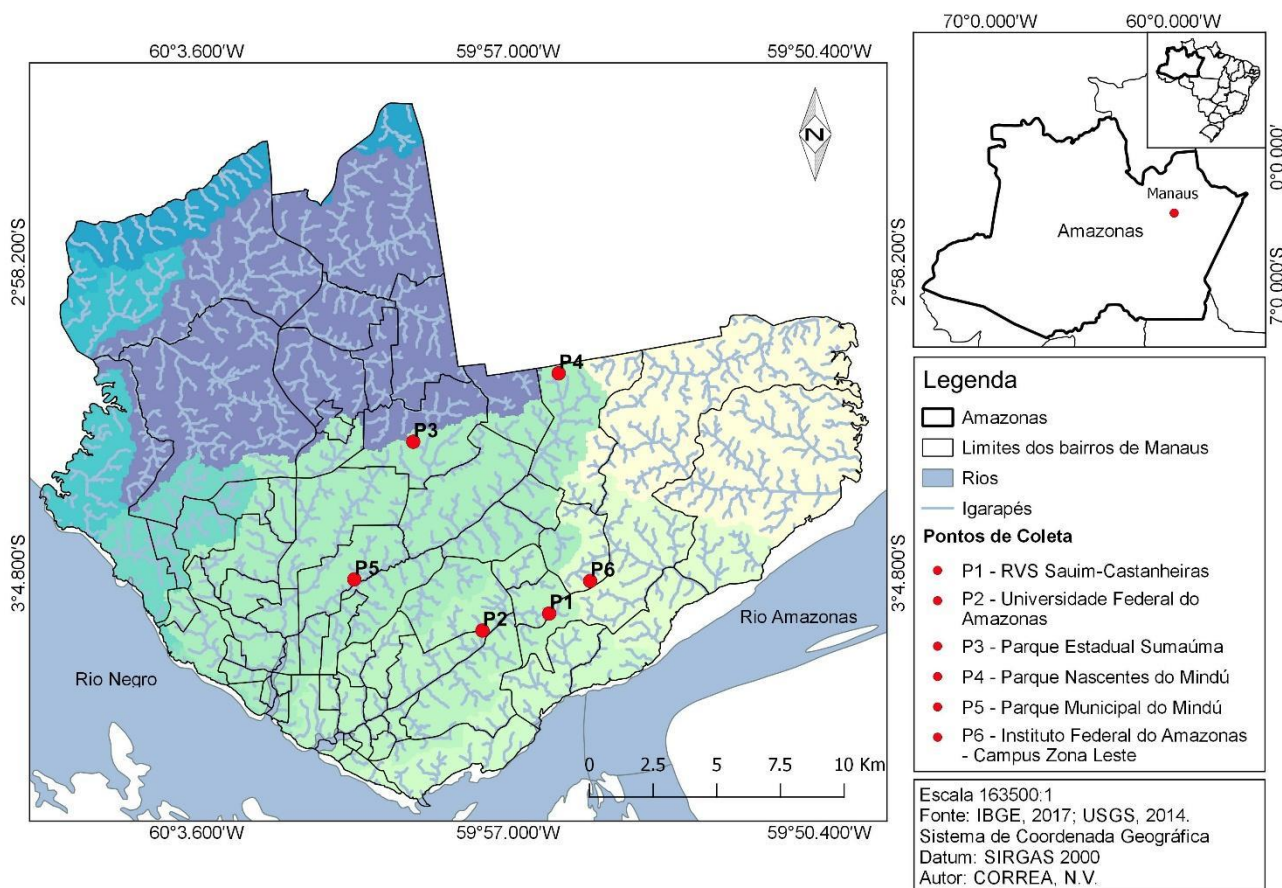 60°3.600'W
59°57.000'W
59°50.400'W
70°0.000'W
60°0.000'W
N
2°58.200'S
2°58.200'S
3°4.800'S
3°4.800'S
0°0.000'
7°0.000'S
Manaus
Amazonas
P4
P3
P5
P6
P1
P2
Rio Negro
Rio Amazonas
0
2.5
5
7.5
10 Km
60°3.600'W
59°57.000'W
59°50.400'W
Legenda
Amazonas
Limites dos bairros de Manaus
Rios
Igarapés
Pontos de Coleta
P1 - RVS Sauim-Castanheiras
P2 - Universidade Federal do
Amazonas
P3 - Parque Estadual Sumaúma
P4 - Parque Nascentes do Mindú
P5 - Parque Municipal do Mindú
P6 - Instituto Federal do Amazonas
- Campus Zona Leste
Escala 163500:1
Fonte: IBGE, 2017; USGS, 2014.
Sistema de Coordenada Geográfica
Datum: SIRGAS 2000
Autor: CORREA, N.V.